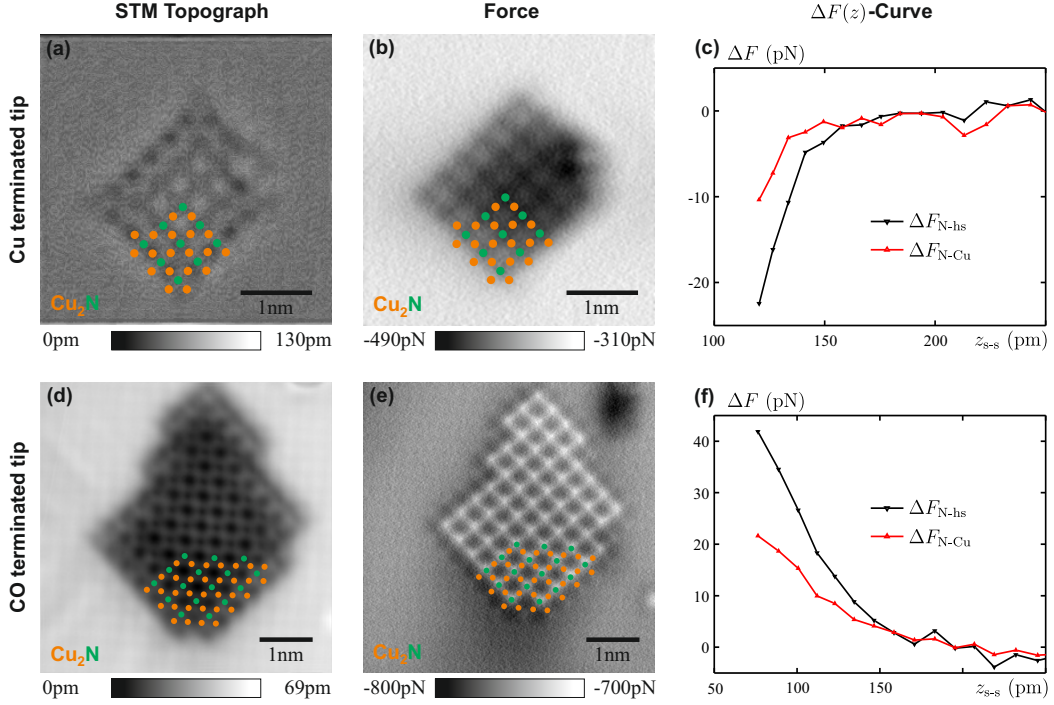 STM Topograph
Force
ΔF(z)-Curve
Cu terminated tip
(a)
Cu₂N
1nm
0pm
130pm
(b)
Cu₂N
1nm
-490pN
-310pN
(c)
ΔF (pN)
0
-10
-20
ΔF_N-hs
ΔF_N-Cu
100
150
200
z_s-s (pm)
CO terminated tip
(d)
Cu₂N
1nm
0pm
69pm
(e)
Cu₂N
1nm
-800pN
-700pN
(f)
ΔF (pN)
40
30
20
10
0
ΔF_N-hs
ΔF_N-Cu
50
100
150
z_s-s (pm)